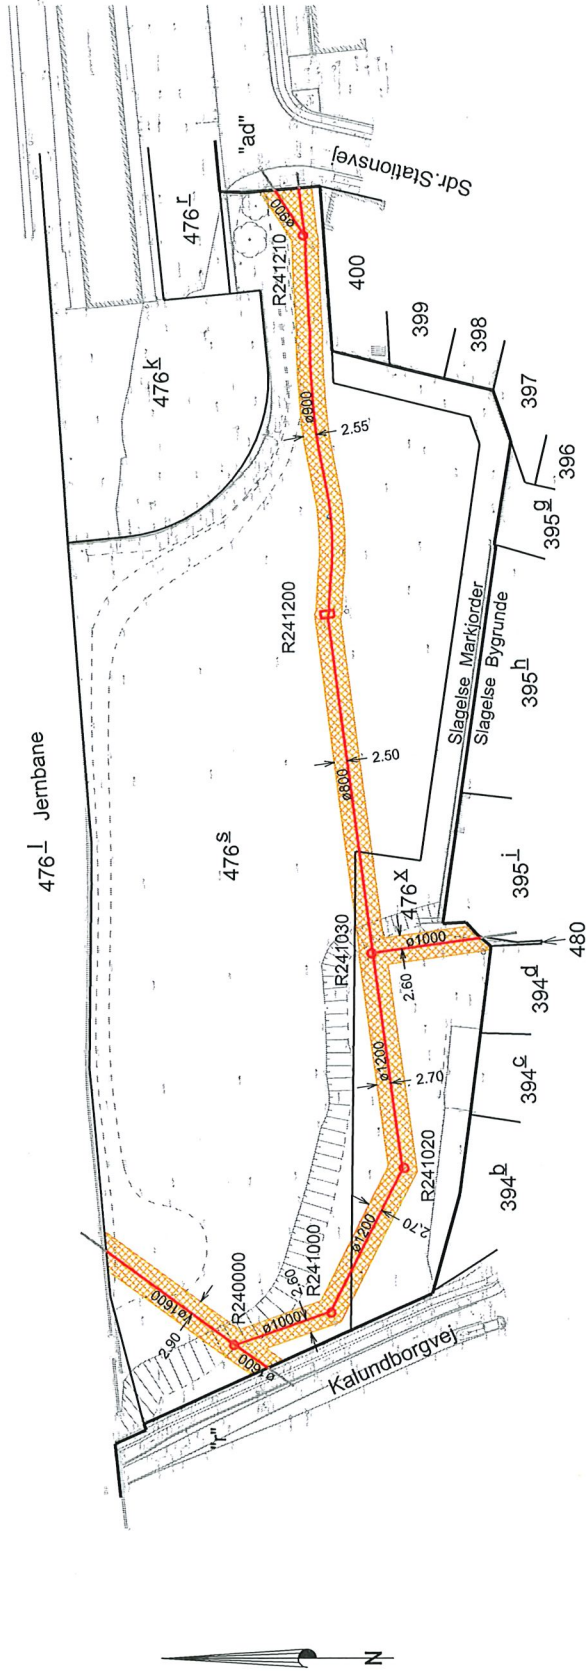 "ad"
Sdr.Stationsvej
476r
ø900
R241210
400
399
476k
398
397
ø900
2.55
396
395g
R241200
Slagelse Markjorder
Slagelse Bygrunde
395h
476l Jernbane
476s
ø800
2.50
395i
476x
R241030
ø1000
2.60
480
394d
ø1200
2.70
394c
R241020
394b
ø1200
2.70
R241000
2.60
ø1000
R240000
ø1600
2.90
ø1600
Kalundborgvej
"r"
N